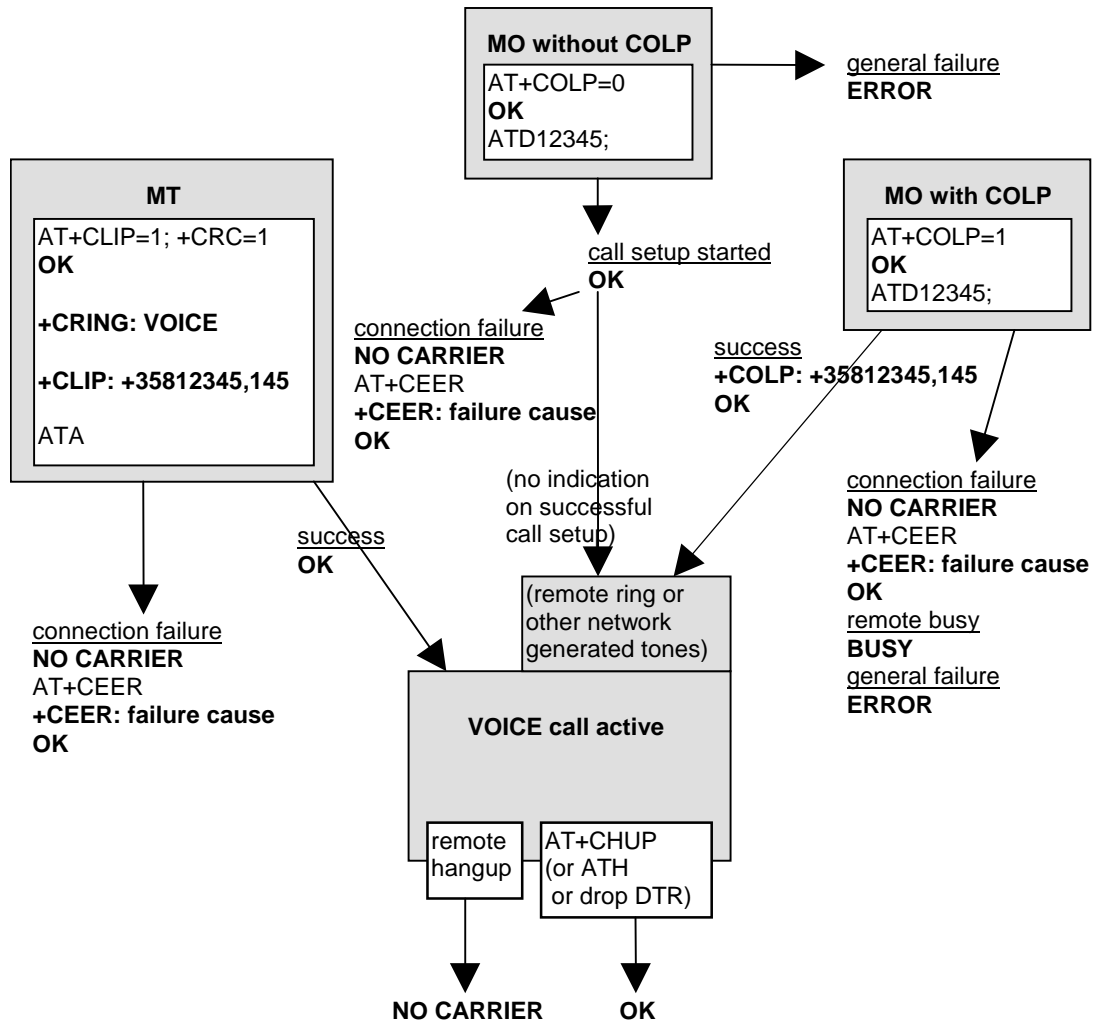 MO without COLP
AT+COLP=0
OK
ATD12345;
general failure
ERROR
MT
AT+CLIP=1; +CRC=1
OK
+CRING: VOICE
+CLIP: +35812345,145
ATA
MO with COLP
AT+COLP=1
OK
ATD12345;
call setup started
OK
connection failure
NO CARRIER
AT+CEER
+CEER: failure cause
OK
success
+COLP: +35812345,145
OK
(no indication
on successful
call setup)
connection failure
NO CARRIER
AT+CEER
+CEER: failure cause
OK
remote busy
BUSY
general failure
ERROR
success
OK
connection failure
NO CARRIER
AT+CEER
+CEER: failure cause
OK
(remote ring or
other network
generated tones)
VOICE call active
remote
hangup
AT+CHUP
(or ATH
or drop DTR)
NO CARRIER
OK